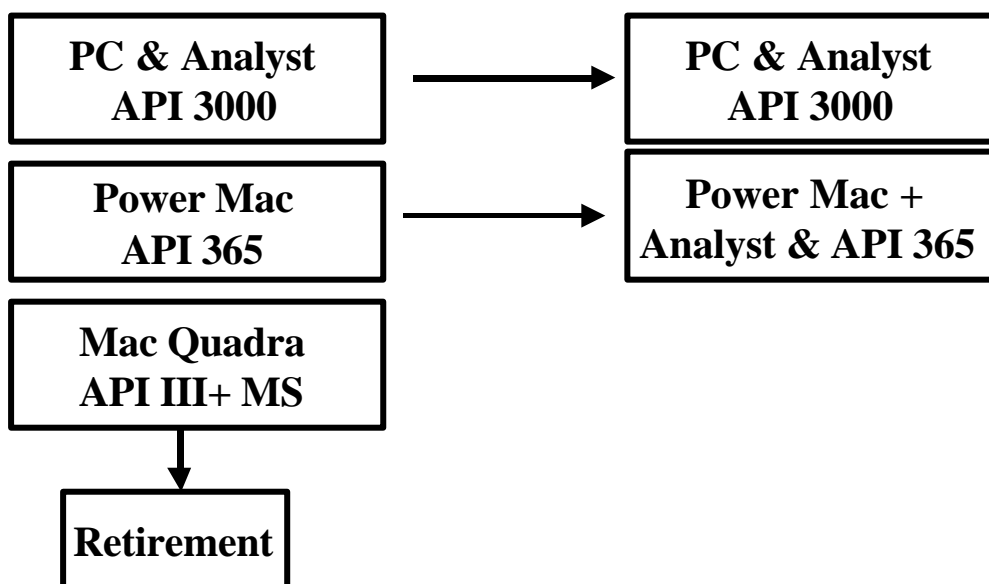 PC & Analyst
API 3000
PC & Analyst
API 3000
Power Mac
API 365
Power Mac +
Analyst & API 365
Mac Quadra
API III+ MS
Retirement